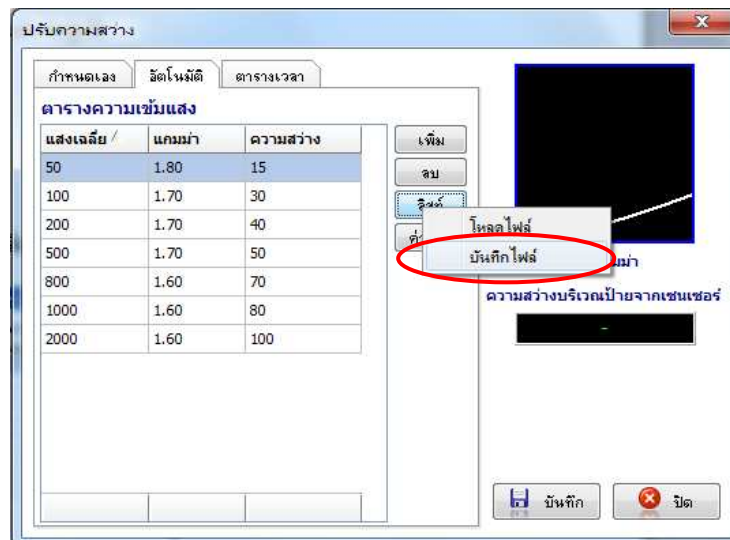 ปรับความสว่าง
กำหนดเอง อัตโนมัติ ตารางเวลา
ตารางความเข้มแสง
แสงเฉลี่ย แกมม่า ความสว่าง
50 1.80 15
100 1.70 30
200 1.70 40
500 1.70 50
800 1.60 70
1000 1.60 80
2000 1.60 100
เพิ่ม
ลบ
ลิสท์
โหลดไฟล์
บันทึกไฟล์
ความสว่างบริเวณป้ายจากเซนเซอร์
-
บันทึก ปิด